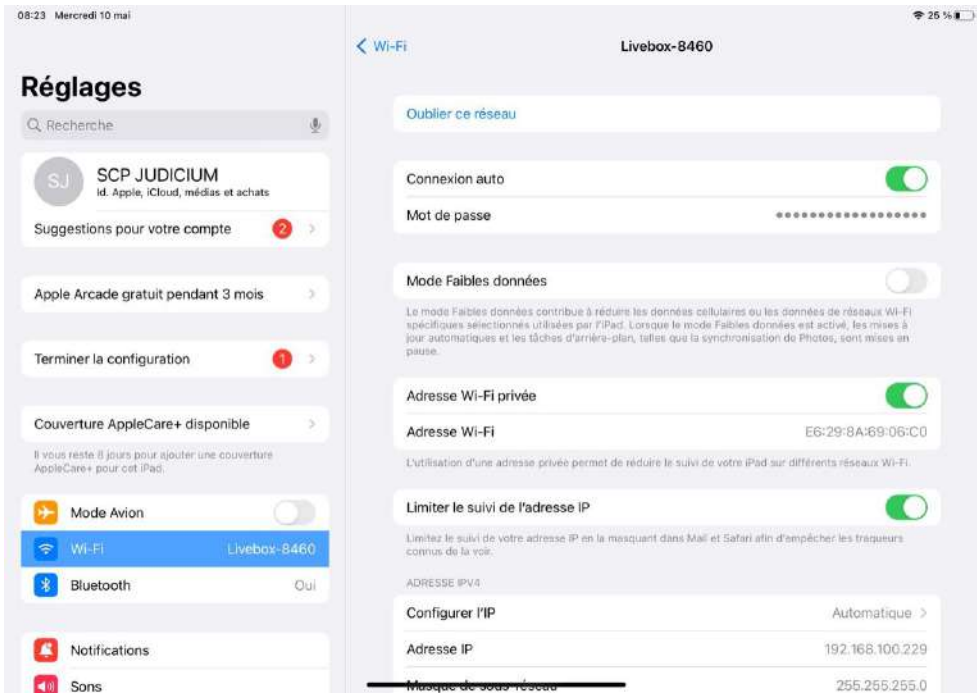 08:23 Mercredi 10 mai
25 %
Réglages
Recherche
SJ
SCP JUDICIUM
Id. Apple, iCloud, médias et achats
Suggestions pour votre compte 2
Apple Arcade gratuit pendant 3 mois
Terminer la configuration 1
Couverture AppleCare+ disponible
Il vous reste 8 jours pour ajouter une couverture
AppleCare+ pour cet iPad.
Mode Avion
Wi-Fi Livebox-8460
Bluetooth Oui
Notifications
Sons
Wi-Fi
Livebox-8460
Oublier ce réseau
Connexion auto
Mot de passe ••••••••••••••••••
Mode Faibles données
Le mode Faibles données contribue à réduire les données cellulaires ou les données de réseaux Wi-Fi
spécifiques sélectionnés utilisées par l'iPad. Lorsque le mode Faibles données est activé, les mises à
jour automatiques et les tâches d'arrière-plan, telles que la synchronisation de Photos, sont mises en
pause.
Adresse Wi-Fi privée
Adresse Wi-Fi E6:29:8A:69:06:C0
L'utilisation d'une adresse privée permet de réduire le suivi de votre iPad sur différents réseaux Wi-Fi.
Limiter le suivi de l'adresse IP
Limitez le suivi de votre adresse IP en la masquant dans Mail et Safari afin d'empêcher les traqueurs
connus de la voir.
ADRESSE IPV4
Configurer l'IP Automatique
Adresse IP 192.168.100.229
Masque de sous-réseau 255.255.255.0